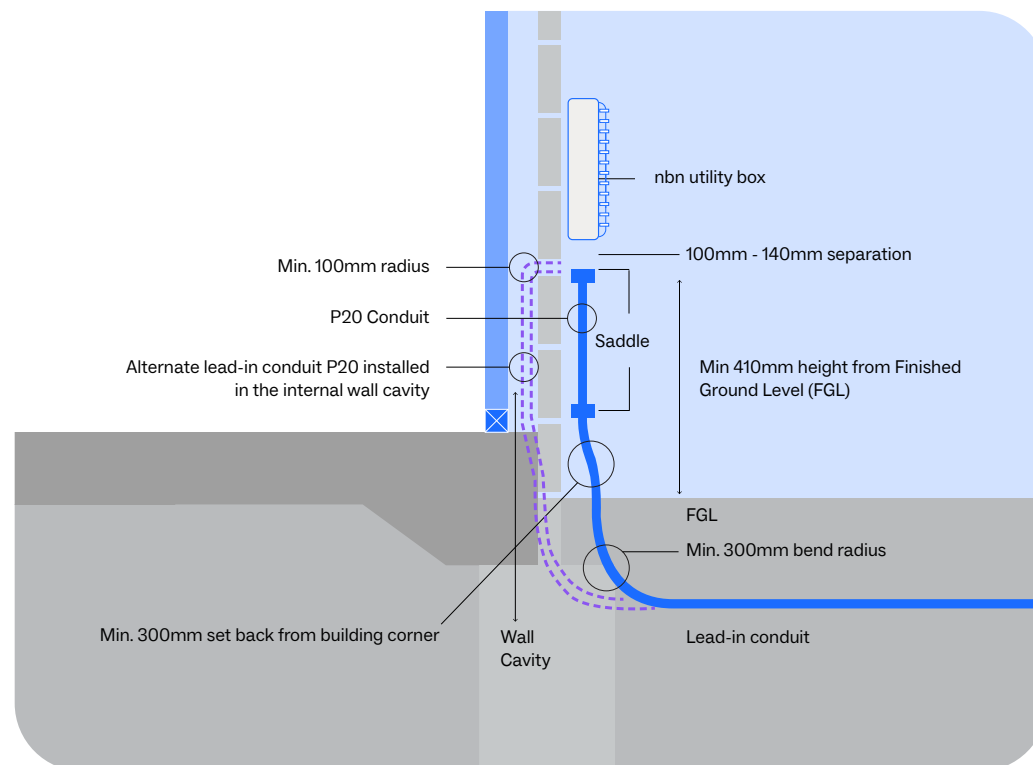 nbn utility box
100mm - 140mm separation
Min. 100mm radius
P20 Conduit
Saddle
Alternate lead-in conduit P20 installed
in the internal wall cavity
Min 410mm height from Finished
Ground Level (FGL)
FGL
Min. 300mm bend radius
Min. 300mm set back from building corner
Wall
Cavity
Lead-in conduit